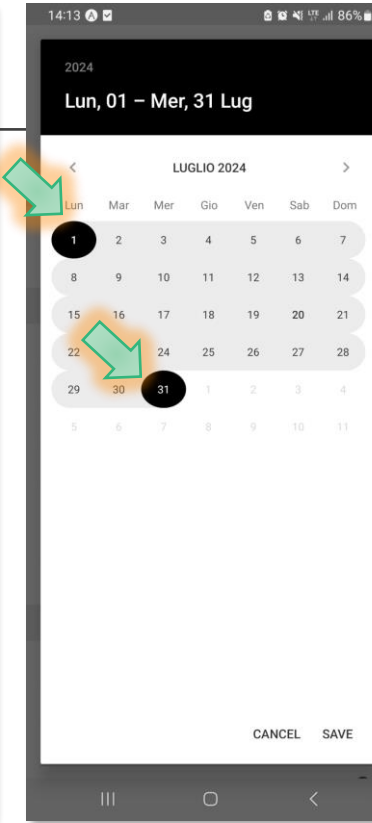 14:13 86%
2024
Lun, 01 – Mer, 31 Lug
< LUGLIO 2024 >
Lun Mar Mer Gio Ven Sab Dom
1 2 3 4 5 6 7
8 9 10 11 12 13 14
15 16 17 18 19 20 21
22 24 25 26 27 28
29 30 31 1 2 3 4
5 6 7 8 9 10 11
CANCEL SAVE